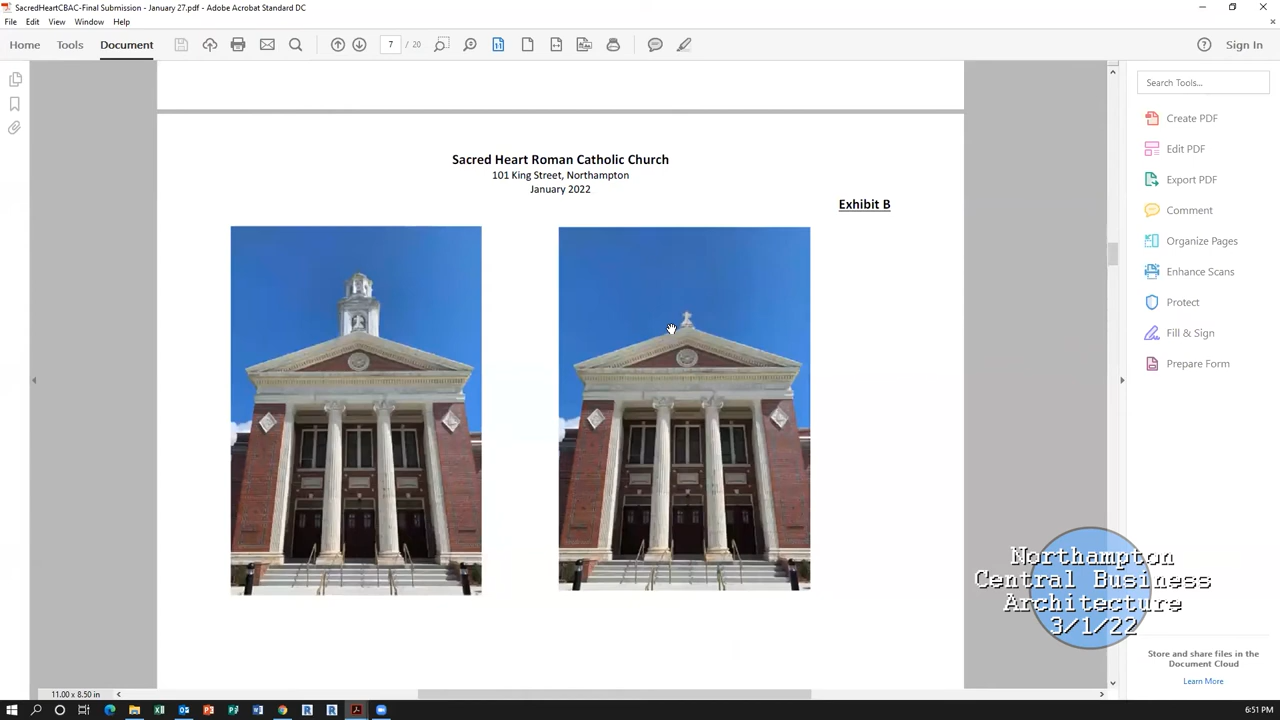 SacredHeartCBAC-Final Submission - January 27.pdf - Adobe Acrobat Standard DC
File Edit View Window Help
Home Tools Document 7 / 20 Sign In
Search Tools...
Create PDF
Edit PDF
Export PDF
Comment
Organize Pages
Enhance Scans
Protect
Fill & Sign
Prepare Form
Store and share files in the
Document Cloud
Learn More
Sacred Heart Roman Catholic Church
101 King Street, Northampton
January 2022
Exhibit B
Northampton
Central Business
Architecture
3/1/22
11.00 x 8.50 in
6:51 PM